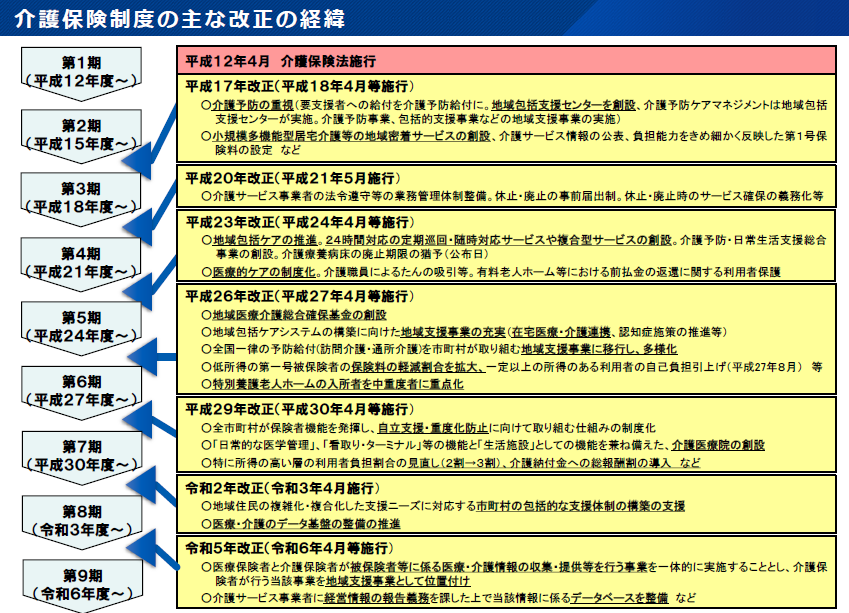 介護保険制度の主な改正の経緯
第1期
(平成12年度~)
第2期
(平成15年度~)
第3期
(平成18年度~)
第4期
(平成21年度~)
第5期
(平成24年度~)
第6期
(平成27年度~)
第7期
(平成30年度~)
第8期
(令和3年度~)
第9期
(令和6年度~)
平成12年4月 介護保険法施行
平成17年改正(平成18年4月等施行)
○介護予防の重視(要支援者への給付を介護予防給付に。地域包括支援センターを創設、介護予防ケアマネジメントは地域包括
支援センターが実施。介護予防事業、包括的支援事業などの地域支援事業の実施)
○小規模多機能型居宅介護等の地域密着サービスの創設、介護サービス情報の公表、負担能力をきめ細かく反映した第1号保
険料の設定 など
平成20年改正(平成21年5月施行)
○介護サービス事業者の法令遵守等の業務管理体制整備。休止・廃止の事前届出制。休止・廃止時のサービス確保の義務化等
平成23年改正(平成24年4月等施行)
○地域包括ケアの推進。24時間対応の定期巡回・随時対応サービスや複合型サービスの創設。介護予防・日常生活支援総合
事業の創設。介護療養病床の廃止期限の猶予(公布日)
○医療的ケアの制度化。介護職員によるたんの吸引等。有料老人ホーム等における前払金の返還に関する利用者保護
平成26年改正(平成27年4月等施行)
○地域医療介護総合確保基金の創設
○地域包括ケアシステムの構築に向けた地域支援事業の充実(在宅医療・介護連携、認知症施策の推進等)
○全国一律の予防給付(訪問介護・通所介護)を市町村が取り組む地域支援事業に移行し、多様化
○低所得の第一号被保険者の保険料の軽減割合を拡大、一定以上の所得のある利用者の自己負担引上げ(平成27年8月) 等
○特別養護老人ホームの入所者を中重度者に重点化
平成29年改正(平成30年4月等施行)
○全市町村が保険者機能を発揮し、自立支援・重度化防止に向けて取り組む仕組みの制度化
○「日常的な医学管理」、「看取り・ターミナル」等の機能と「生活施設」としての機能を兼ね備えた、介護医療院の創設
○特に所得の高い層の利用者負担割合の見直し(2割→3割)、介護納付金への総報酬割の導入 など
令和2年改正(令和3年4月施行)
○地域住民の複雑化・複合化した支援ニーズに対応する市町村の包括的な支援体制の構築の支援
○医療・介護のデータ基盤の整備の推進
令和5年改正(令和6年4月等施行)
○医療保険者と介護保険者が被保険者等に係る医療・介護情報の収集・提供等を行う事業を一体的に実施することとし、介護保
険者が行う当該事業を地域支援事業として位置付け
○介護サービス事業者に経営情報の報告義務を課した上で当該情報に係るデータベースを整備 など